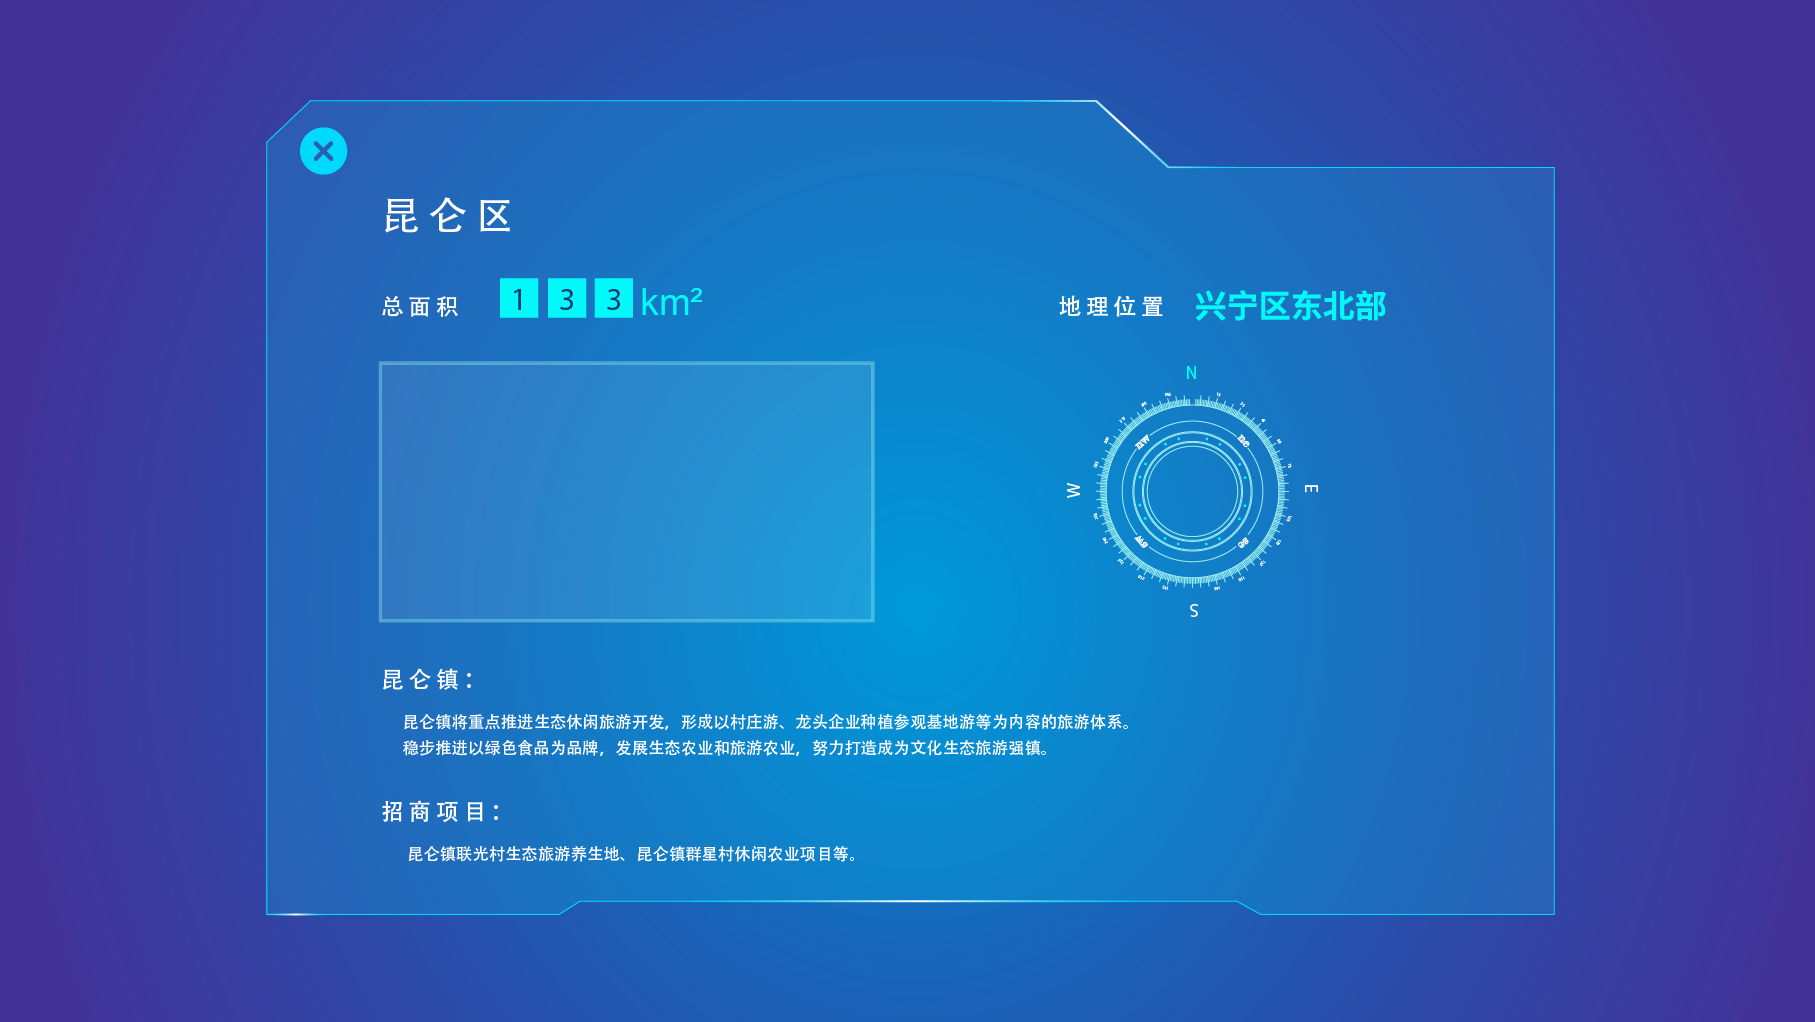 昆仑区
总面积 133km²
地理位置 兴宁区东北部
N
W
E
S
昆仑镇：
昆仑镇将重点推进生态休闲旅游开发，形成以村庄游、龙头企业种植参观基地游等为内容的旅游体系。
稳步推进以绿色食品为品牌，发展生态农业和旅游农业，努力打造成为文化生态旅游强镇。
招商项目：
昆仑镇联光村生态旅游养生地、昆仑镇群星村休闲农业项目等。